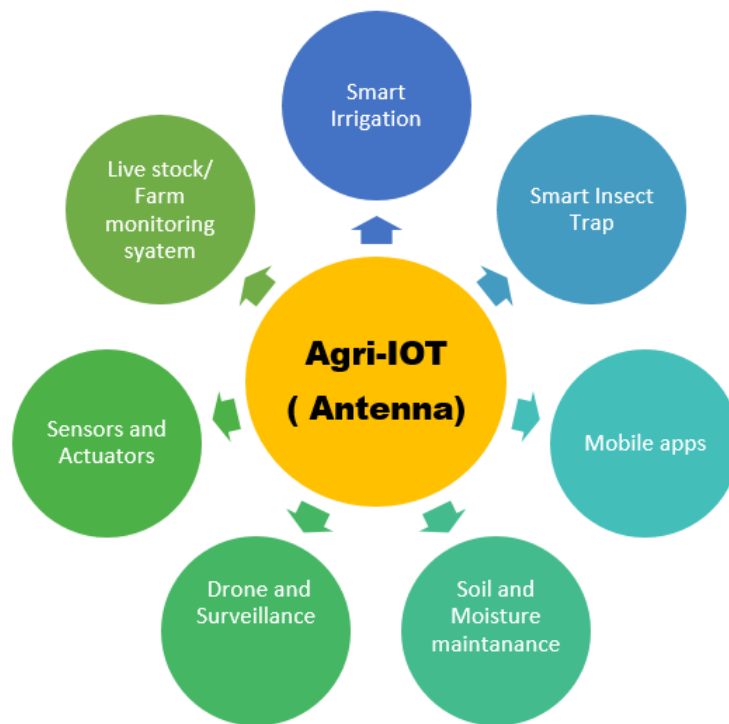 Smart
Irrigation
Smart Insect
Trap
Mobile apps
Soil and
Moisture
maintanance
Drone and
Surveillance
Sensors and
Actuators
Live stock/
Farm
monitoring
syatem
Agri-IOT
( Antenna)